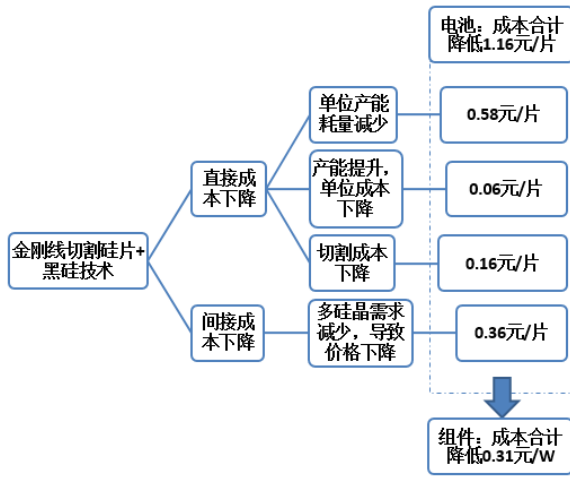 电池：成本合计
降低1.16元/片
单位产能
耗量减少
0.58元/片
直接成
本下降
产能提升，
单位成本
下降
0.06元/片
切割成本
下降
0.16元/片
金刚线切割硅片+
黑硅技术
间接成
本下降
多硅晶需求
减少，导致
价格下降
0.36元/片
组件：成本合计
降低0.31元/W